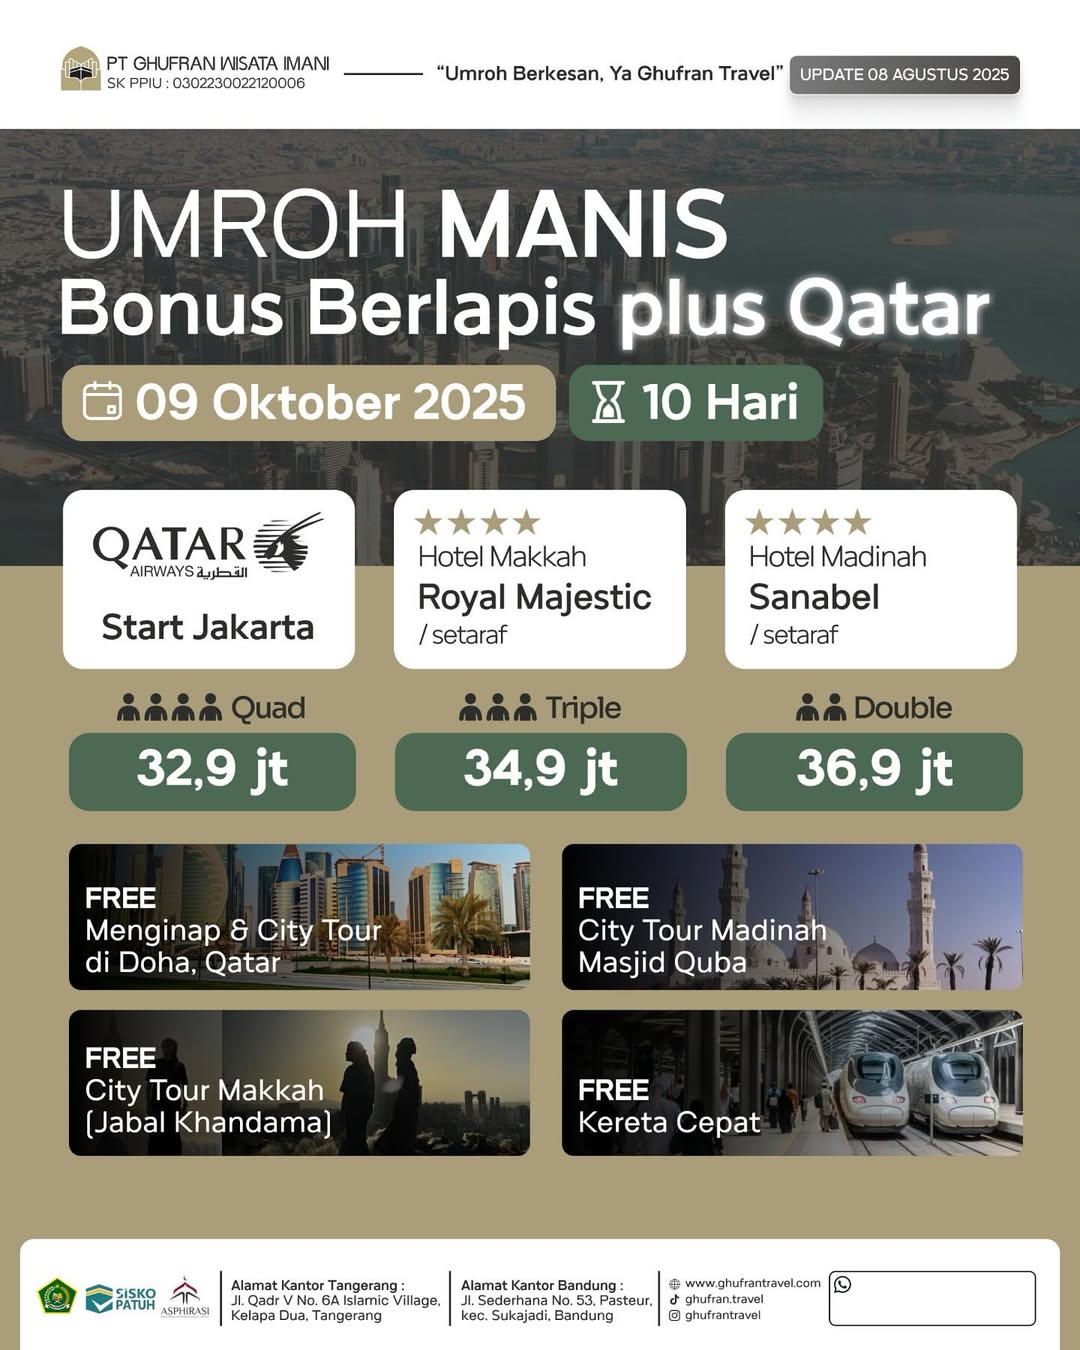 PT GHUFRAN WISATA IMANI
SK PPIU : 0302230022120006
“Umroh Berkesan, Ya Ghufran Travel”
UPDATE 08 AGUSTUS 2025
UMROH MANIS
Bonus Berlapis plus Qatar
09 Oktober 2025
10 Hari
QATAR
AIRWAYS القطرية
Start Jakarta
Hotel Makkah
Royal Majestic
/ setaraf
Hotel Madinah
Sanabel
/ setaraf
Quad
32,9 jt
Triple
34,9 jt
Double
36,9 jt
FREE
Menginap & City Tour
di Doha, Qatar
FREE
City Tour Madinah
Masjid Quba
FREE
City Tour Makkah
(Jabal Khandama)
FREE
Kereta Cepat
SISKO
PATUH
ASPHIRASI
Alamat Kantor Tangerang :
Jl. Qadr V No. 6A Islamic Village,
Kelapa Dua, Tangerang
Alamat Kantor Bandung :
Jl. Sederhana No. 53, Pasteur,
kec. Sukajadi, Bandung
www.ghufrantravel.com
ghufran.travel
ghufrantravel